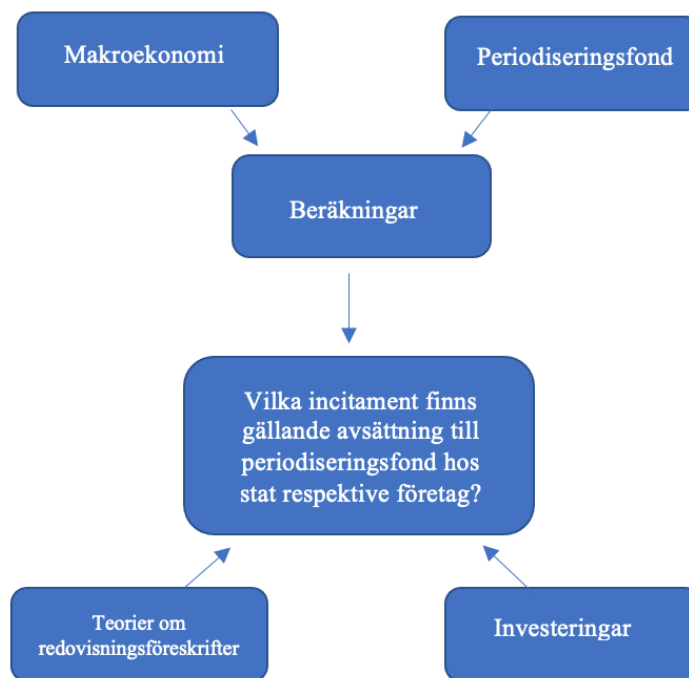 Makroekonomi
Periodiseringsfond
Beräkningar
Vilka incitament finns
gällande avsättning till
periodiseringsfond hos
stat respektive företag?
Teorier om
redovisningsföreskrifter
Investeringar